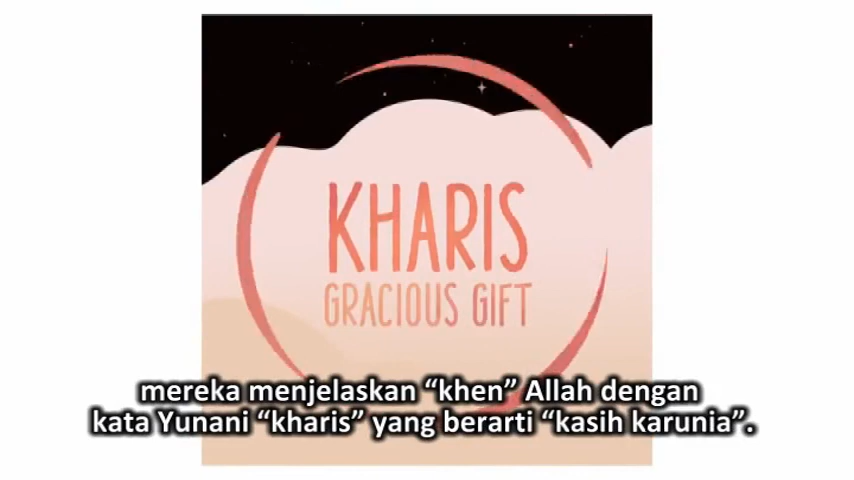 KHARIS
GRACIOUS GIFT
mereka menjelaskan “khen” Allah dengan
kata Yunani “kharis” yang berarti “kasih karunia”.